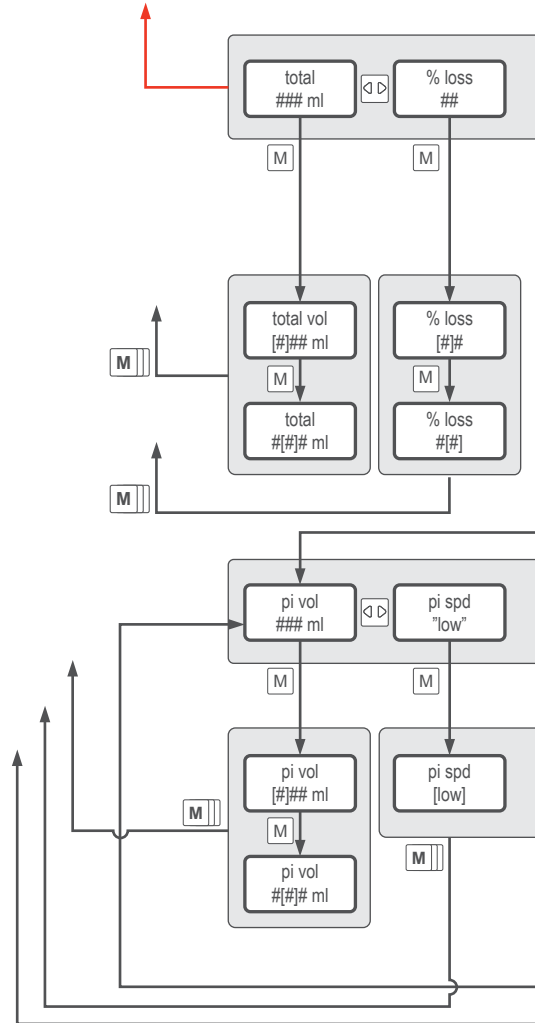 total
### ml
% loss
##
M
M
total vol
[#]## ml
% loss
[#]#
M
M
M
total
#[#]# ml
% loss
#[#]
M
pi vol
### ml
pi spd
"low"
M
M
pi vol
[#]## ml
pi spd
[low]
M
M
M
pi vol
#[#]# ml